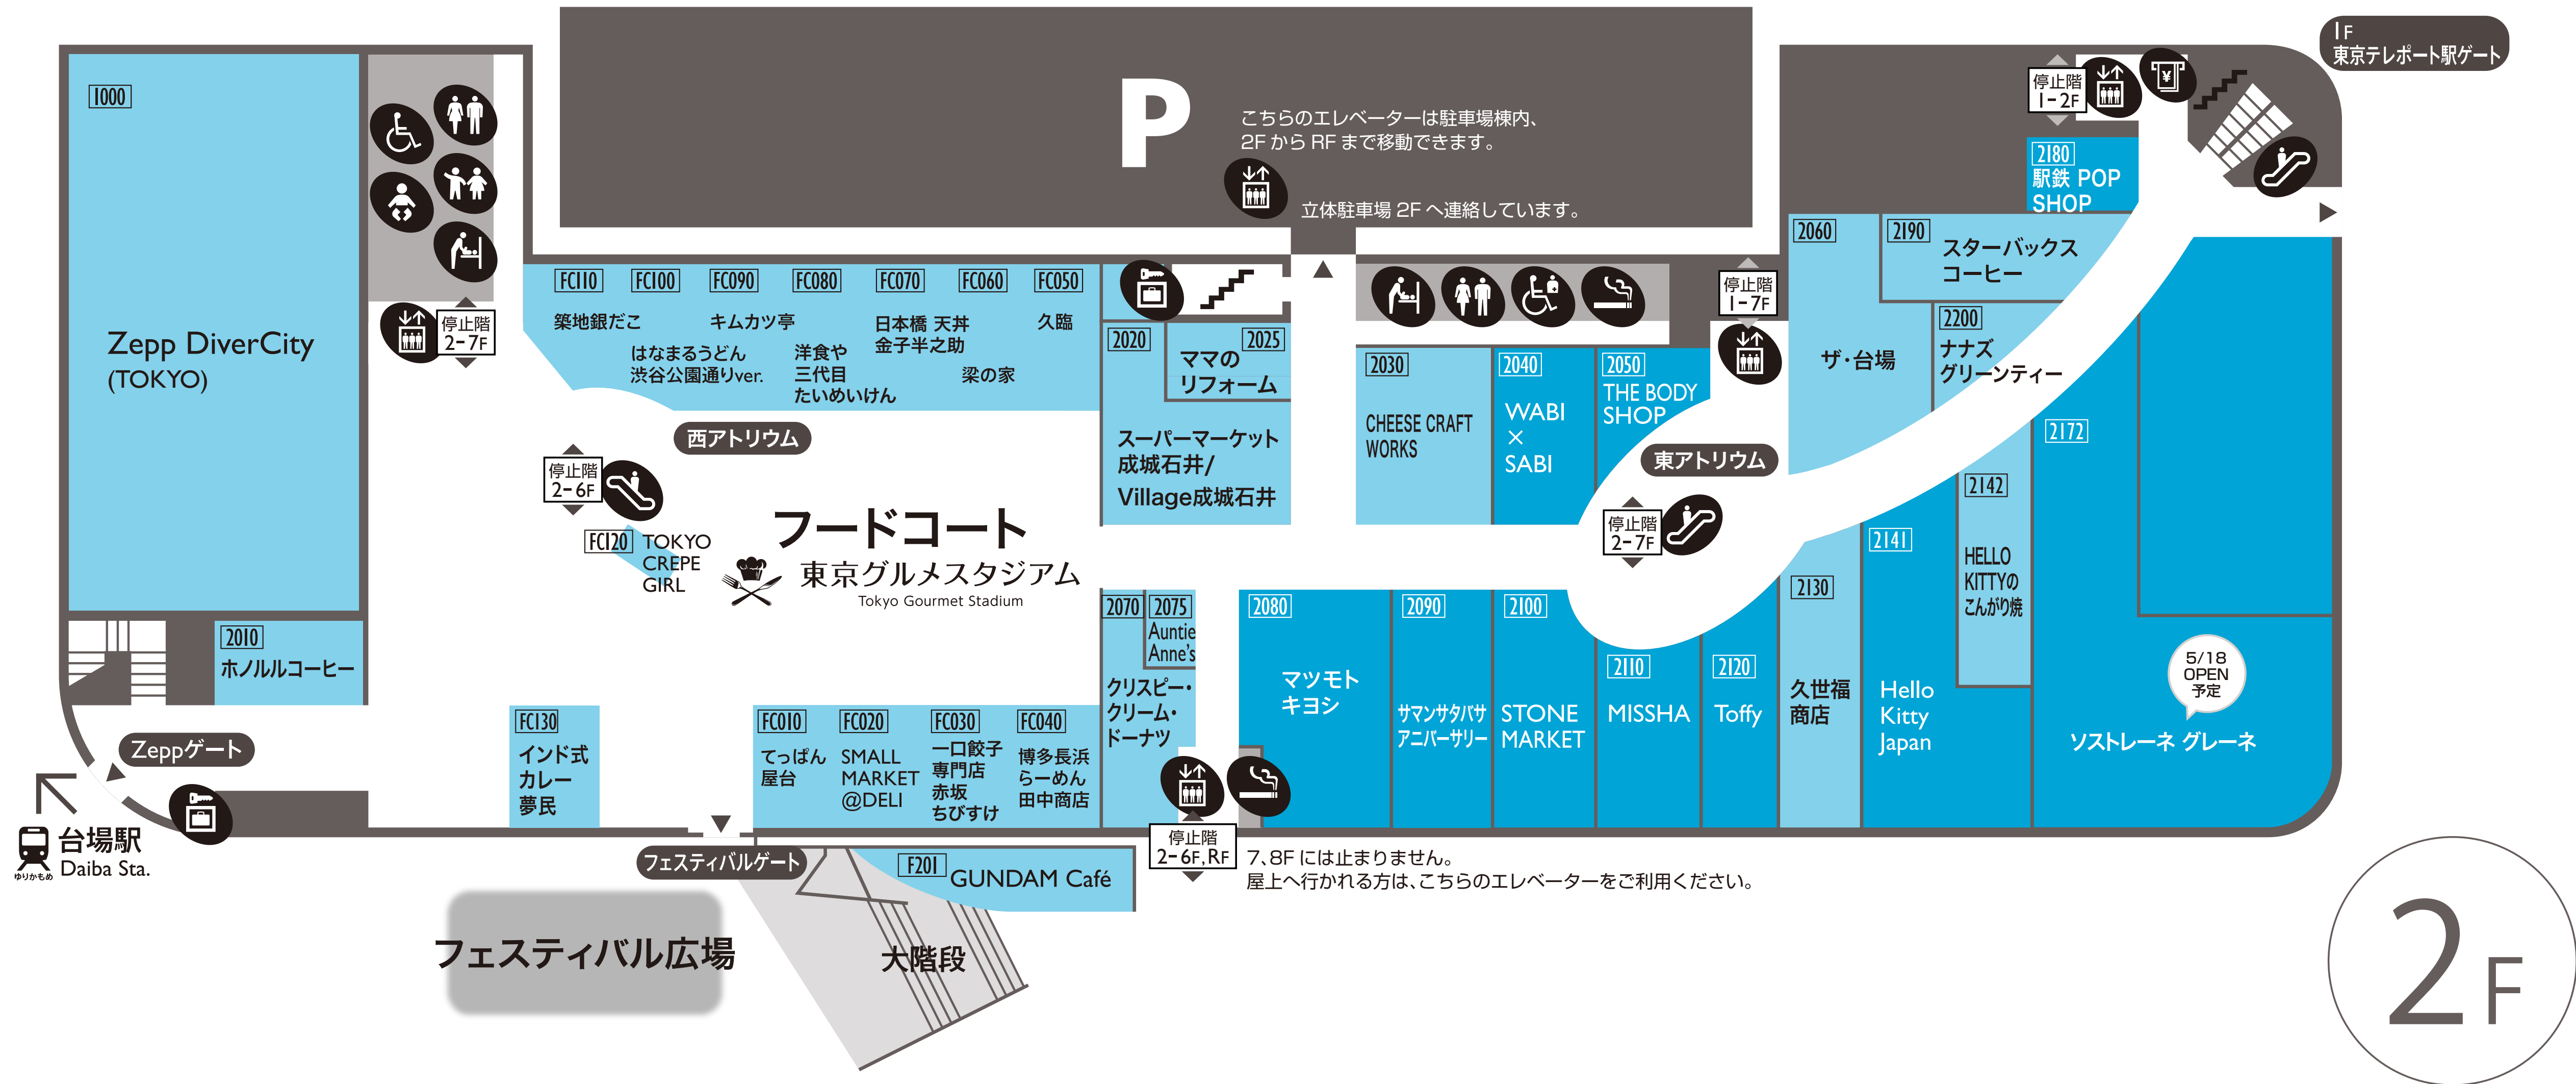 1000
Zepp DiverCity
(TOKYO)
停止階
2-7F
2010
ホノルルコーヒー
Zeppゲート
台場駅
Daiba Sta.
ゆりかもめ
P
こちらのエレベーターは駐車場棟内、
2FからRFまで移動できます。
立体駐車場2Fへ連絡しています。
FC110
築地銀だこ
FC100
はなまるうどん
渋谷公園通りver.
FC090
キムカツ亭
FC080
洋食や
三代目
たいめいけん
FC070
日本橋 天丼
金子半之助
FC060
梁の家
FC050
久臨
西アトリウム
停止階
2-6F
FC120
TOKYO
CREPE
GIRL
フードコート
東京グルメスタジアム
Tokyo Gourmet Stadium
FC130
インド式
カレー
夢民
FC010
てっぱん
屋台
FC020
SMALL
MARKET
@DELI
FC030
一口餃子
専門店
赤坂
ちびすけ
FC040
博多長浜
らーめん
田中商店
フェスティバルゲート
F201
GUNDAM Café
フェスティバル広場
大階段
2020
スーパーマーケット
成城石井/
Village成城石井
2025
ママの
リフォーム
2030
CHEESE CRAFT
WORKS
2040
WABI
×
SABI
2050
THE BODY
SHOP
停止階
1-7F
東アトリウム
停止階
2-7F
2060
ザ・台場
2070
クリスピー・
クリーム・
ドーナツ
2075
Auntie
Anne's
停止階
2-6F,RF
7、8Fには止まりません。
屋上へ行かれる方は、こちらのエレベーターをご利用ください。
2080
マツモト
キヨシ
2090
サマンサタバサ
アニバーサリー
2100
STONE
MARKET
2110
MISSHA
2120
Toffy
2130
久世福
商店
2141
Hello
Kitty
Japan
2142
HELLO
KITTYの
こんがり焼
2172
ソストレーネ グレーネ
5/18
OPEN
予定
2180
駅鉄 POP
SHOP
2190
スターバックス
コーヒー
2200
ナナズ
グリーンティー
停止階
1-2F
¥
1F
東京テレポート駅ゲート
2F